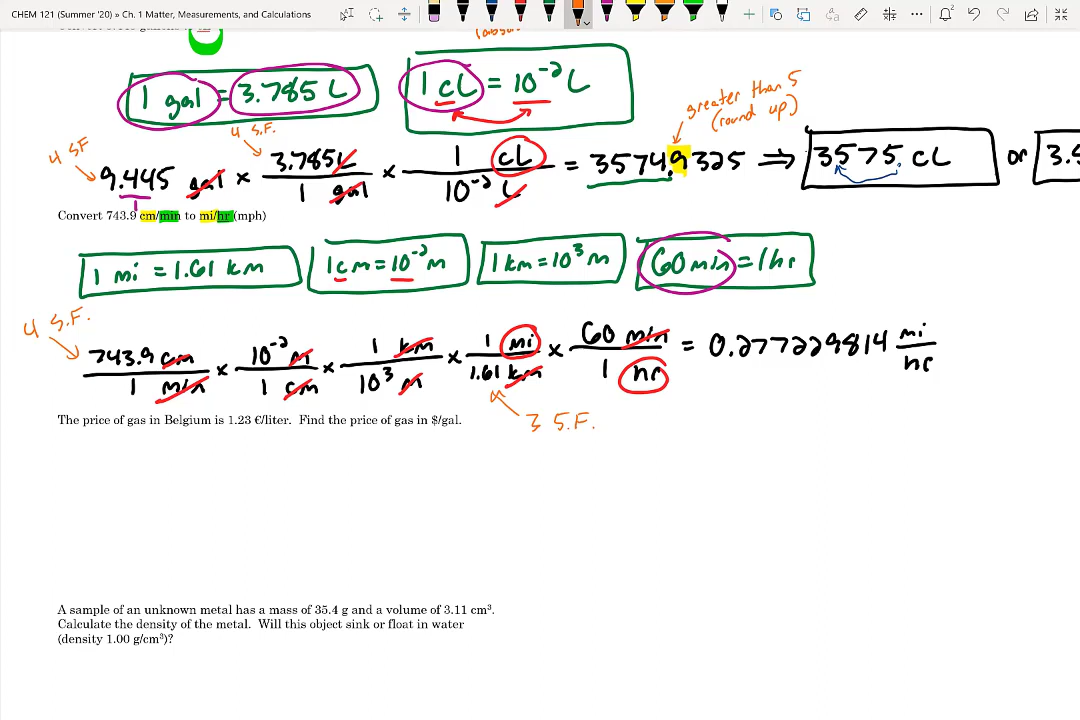 CHEM 121 (Summer '20) » Ch. 1 Matter, Measurements, and Calculations
1 gal = 3.785 L
1 cL = 10⁻² L
greater than 5
(round up)
4 S.F
4 S.F.
9.445 gal × 3.785 L / 1 gal × 1 cL / 10⁻² L = 3574.9325 ⇒ 3575. cL or 3.5
Convert 743.9 cm/min to mi/hr (mph)
1 mi = 1.61 km
1 cm = 10⁻² m
1 km = 10³ m
60 min = 1 hr
4 S.F.
743.9 cm / 1 min × 10⁻² m / 1 cm × 1 km / 10³ m × 1 mi / 1.61 km × 60 min / 1 hr = 0.277229814 mi / hr
3 S.F.
The price of gas in Belgium is 1.23 €/liter. Find the price of gas in $/gal.
A sample of an unknown metal has a mass of 35.4 g and a volume of 3.11 cm³.
Calculate the density of the metal. Will this object sink or float in water
(density 1.00 g/cm³)?